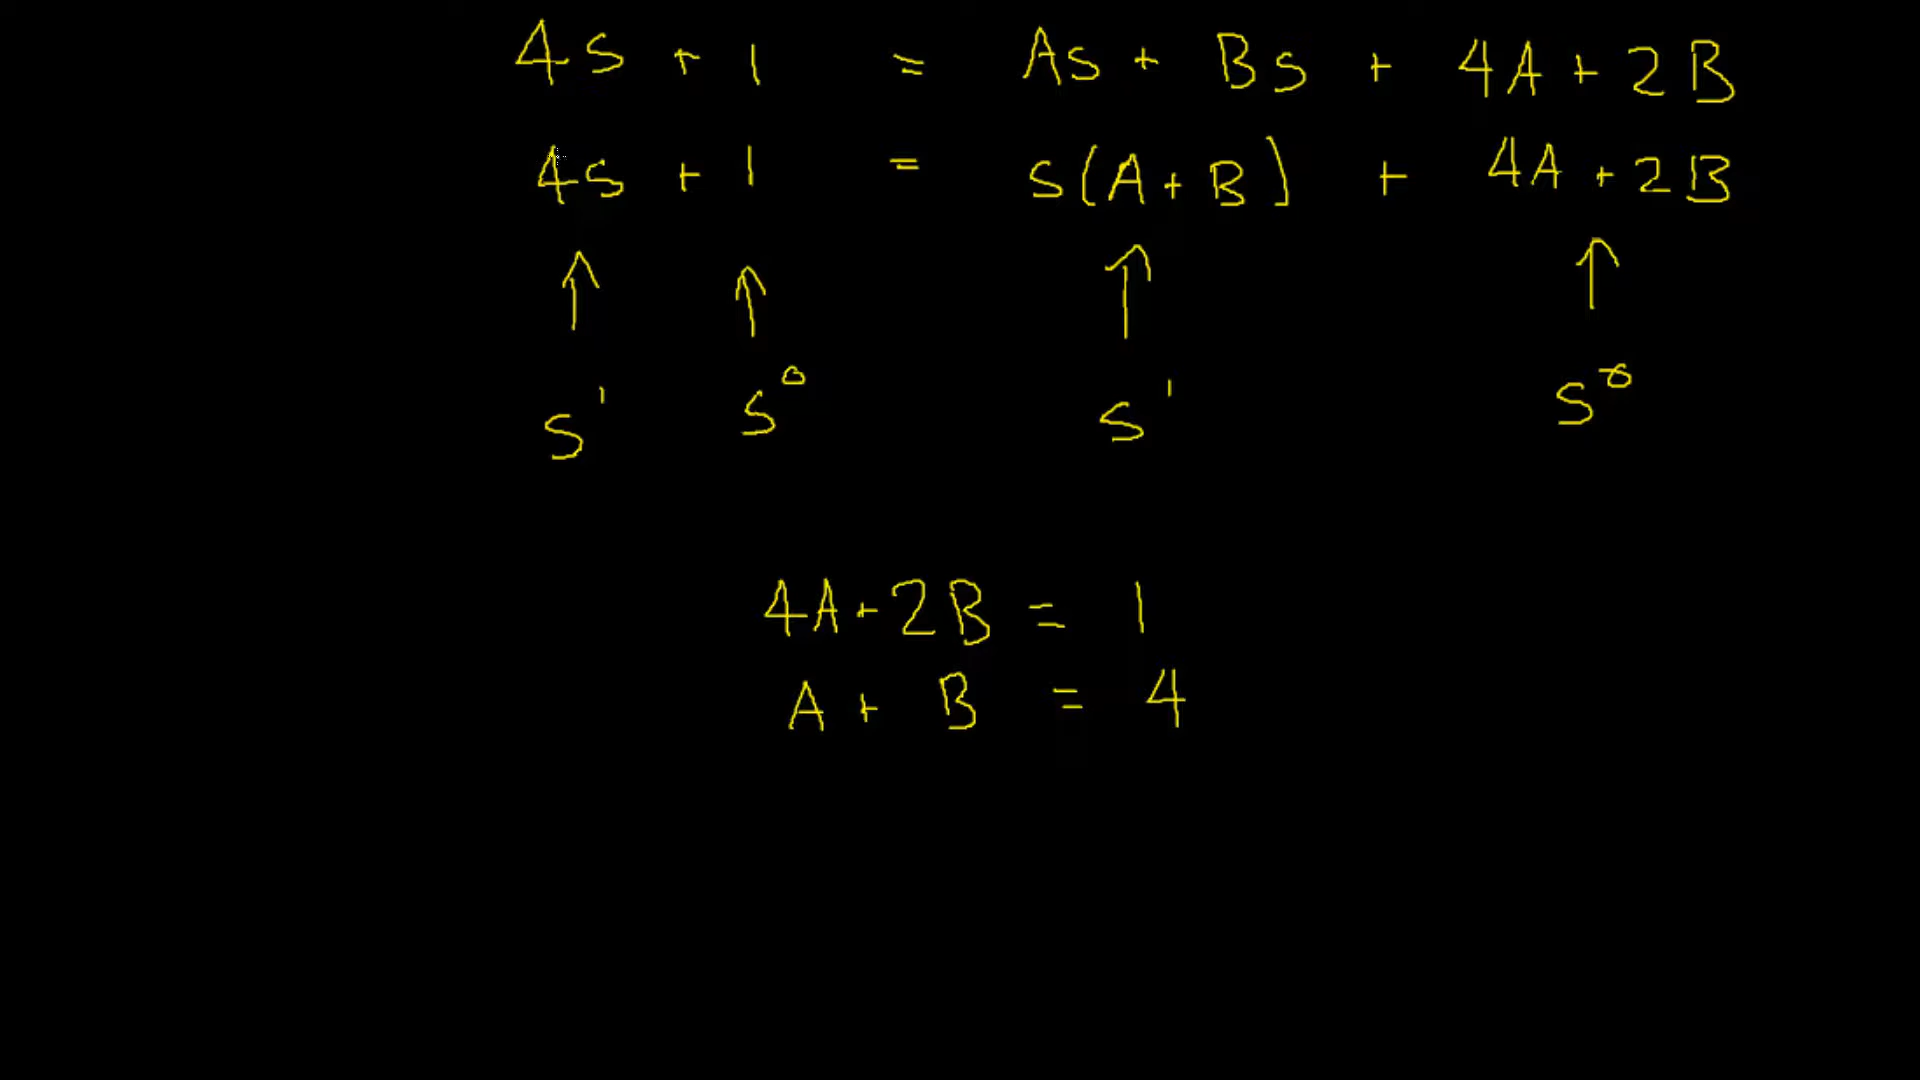 4s + 1 = As + Bs + 4A + 2B
4s + 1 = s(A + B) + 4A + 2B
↑ ↑ ↑ ↑
s¹ s⁰ s¹ s⁰
4A + 2B = 1
A + B = 4